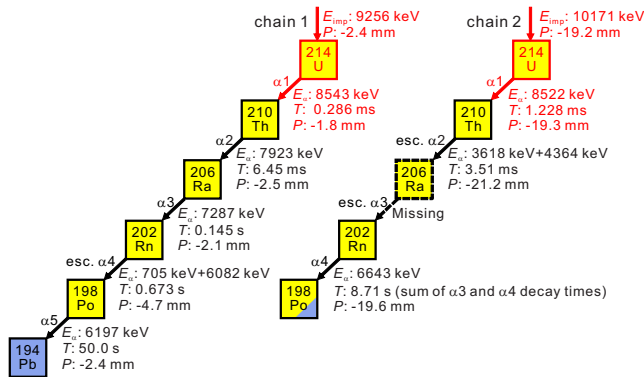 chain 1
E_imp: 9256 keV
P: -2.4 mm
214
U
α1
E_α: 8543 keV
T: 0.286 ms
P: -1.8 mm
210
Th
α2
E_α: 7923 keV
T: 6.45 ms
P: -2.5 mm
206
Ra
α3
E_α: 7287 keV
T: 0.145 s
P: -2.1 mm
202
Rn
esc. α4
E_α: 705 keV+6082 keV
T: 0.673 s
P: -4.7 mm
198
Po
α5
E_α: 6197 keV
T: 50.0 s
P: -2.4 mm
194
Pb
chain 2
E_imp: 10171 keV
P: -19.2 mm
214
U
α1
E_α: 8522 keV
T: 1.228 ms
P: -19.3 mm
210
Th
esc. α2
E_α: 3618 keV+4364 keV
T: 3.51 ms
P: -21.2 mm
206
Ra
esc. α3
Missing
202
Rn
α4
E_α: 6643 keV
T: 8.71 s (sum of α3 and α4 decay times)
P: -19.6 mm
198
Po